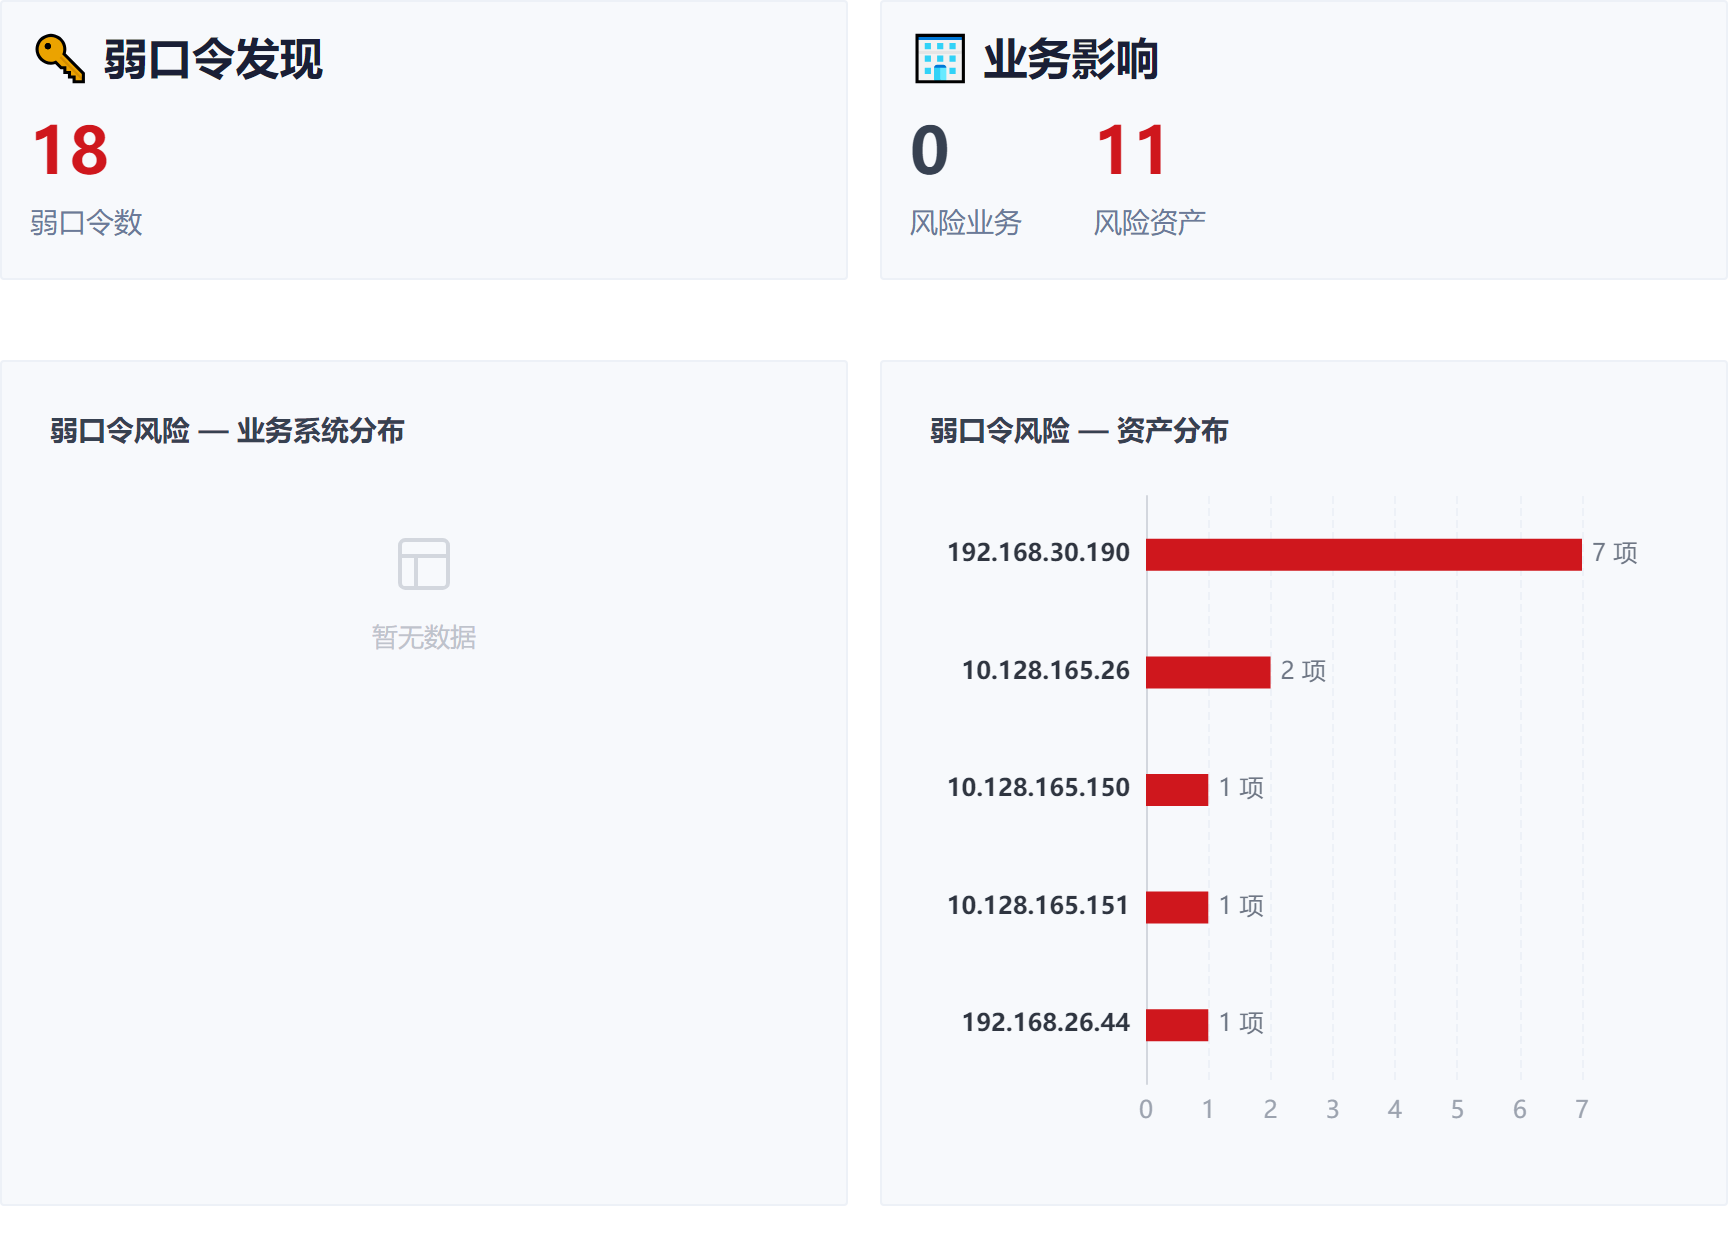 弱口令发现
18
弱口令数
业务影响
0
风险业务
11
风险资产
弱口令风险 — 业务系统分布
暂无数据
弱口令风险 — 资产分布
192.168.30.190 7 项
10.128.165.26 2 项
10.128.165.150 1 项
10.128.165.151 1 项
192.168.26.44 1 项
0 1 2 3 4 5 6 7